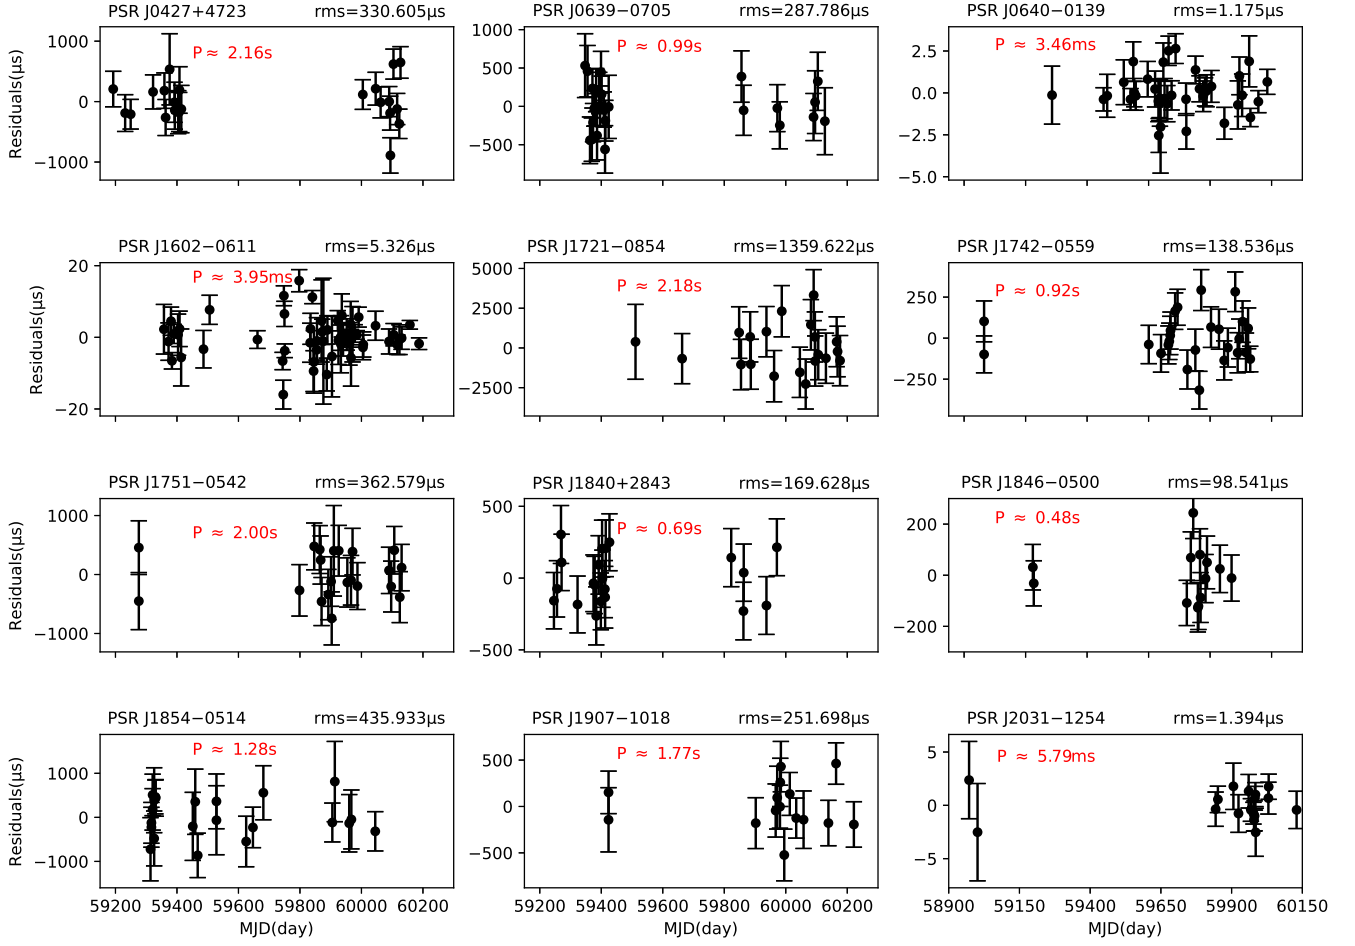 PSR J0427+4723 rms=330.605μs PSR J0639−0705 rms=287.786μs PSR J0640−0139 rms=1.175μs
P ≈ 2.16s P ≈ 0.99s P ≈ 3.46ms
Residuals(μs)
1000
0
−1000
1000
500
0
−500
2.5
0.0
−2.5
−5.0
PSR J1602−0611 rms=5.326μs PSR J1721−0854 rms=1359.622μs PSR J1742−0559 rms=138.536μs
P ≈ 3.95ms P ≈ 2.18s P ≈ 0.92s
Residuals(μs)
20
0
−20
5000
2500
0
−2500
250
0
−250
PSR J1751−0542 rms=362.579μs PSR J1840+2843 rms=169.628μs PSR J1846−0500 rms=98.541μs
P ≈ 2.00s P ≈ 0.69s P ≈ 0.48s
Residuals(μs)
1000
0
−1000
500
0
−500
200
0
−200
PSR J1854−0514 rms=435.933μs PSR J1907−1018 rms=251.698μs PSR J2031−1254 rms=1.394μs
P ≈ 1.28s P ≈ 1.77s P ≈ 5.79ms
Residuals(μs)
1000
0
−1000
500
0
−500
5
0
−5
59200 59400 59600 59800 60000 60200 59200 59400 59600 59800 60000 60200 58900 59150 59400 59650 59900 60150
MJD(day) MJD(day) MJD(day)